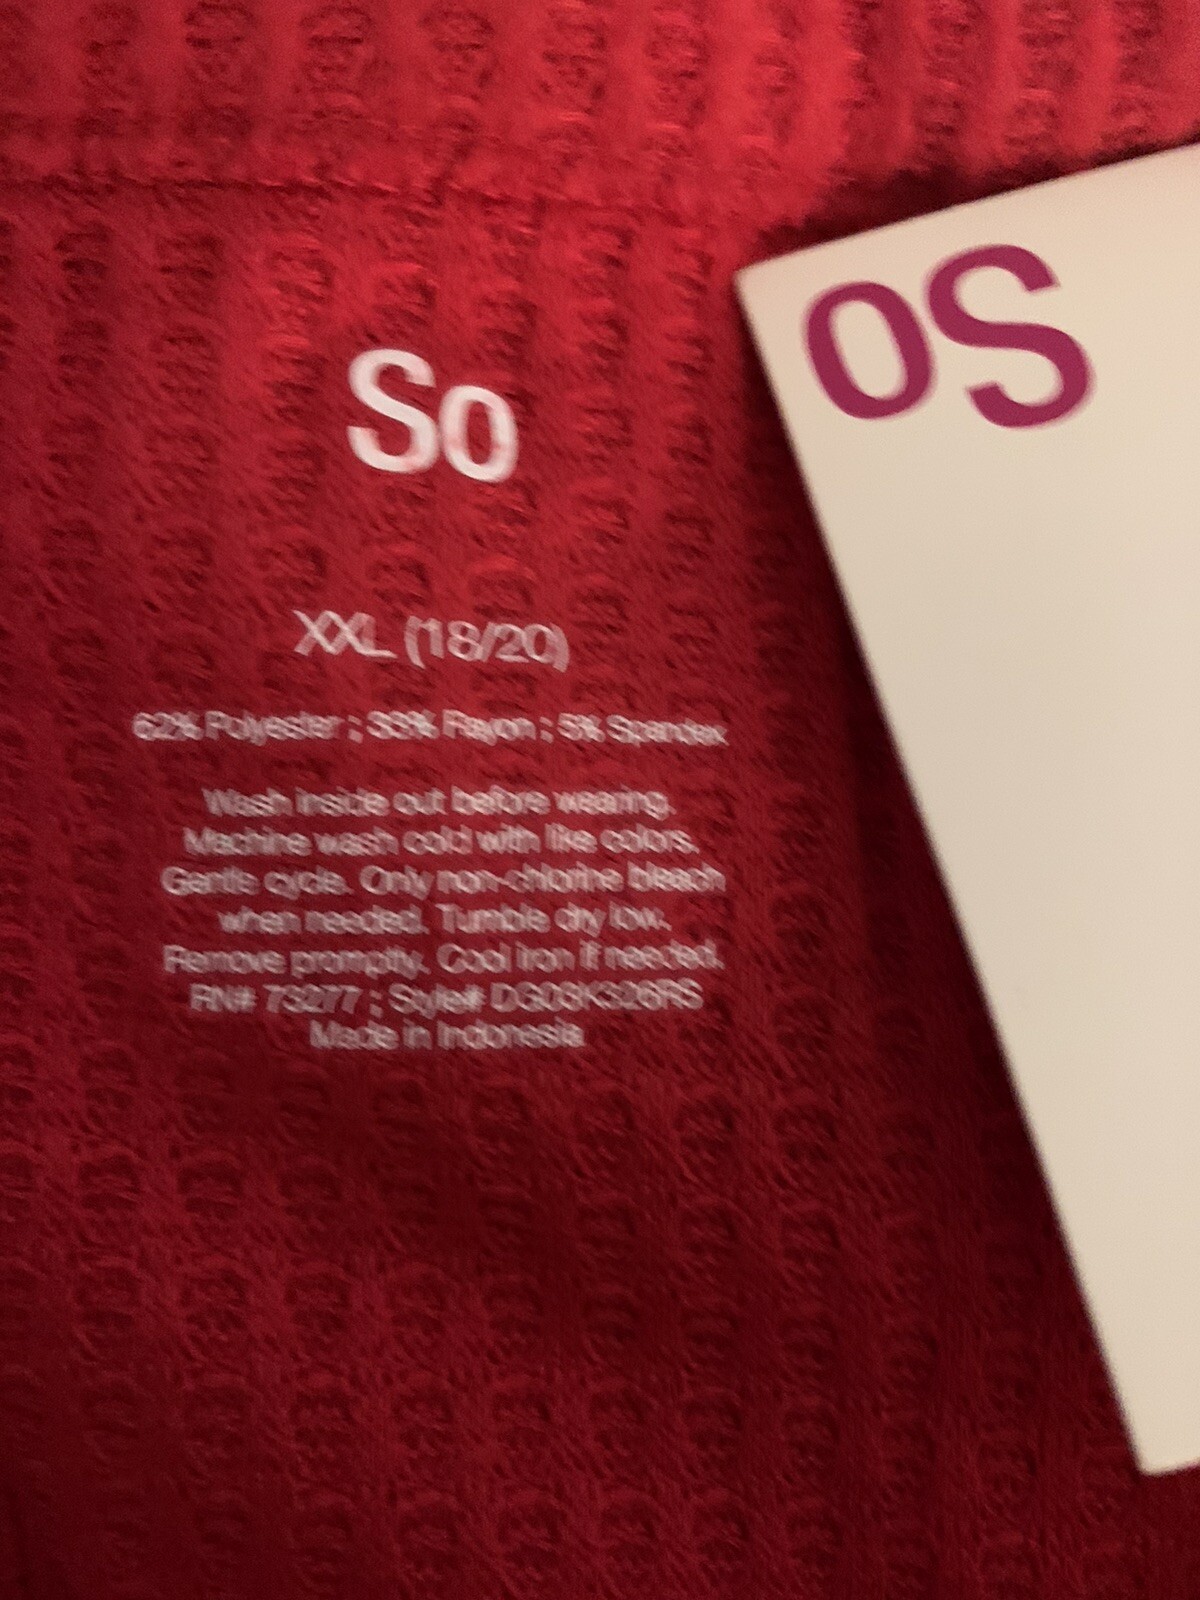 So
XXL (18/20)
62% Polyester ; 33% Rayon ; 5% Spandex
Wash inside out before wearing.
Machine wash cold with like colors.
Gentle cycle. Only non-chlorine bleach
when needed. Tumble dry low.
Remove promptly. Cool iron if needed.
RN# 73277 ; Style# DG03K326RS
Made in Indonesia
So